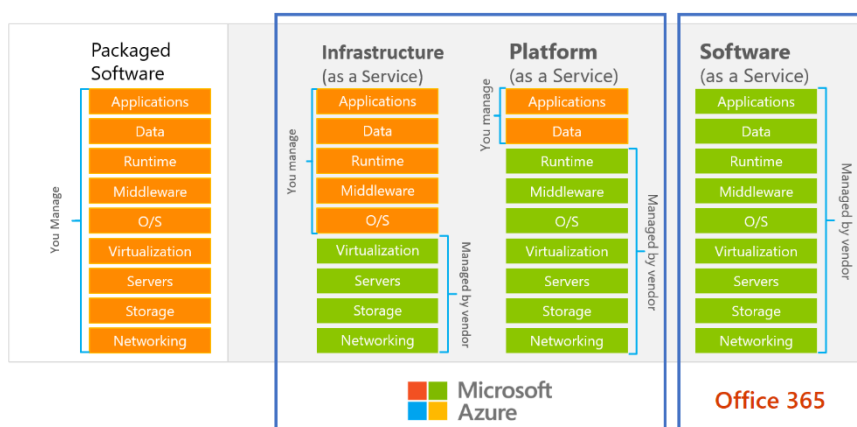 Packaged
Software
Applications
Data
Runtime
Middleware
O/S
Virtualization
Servers
Storage
Networking
You Manage
Infrastructure
(as a Service)
Applications
Data
Runtime
Middleware
O/S
Virtualization
Servers
Storage
Networking
You manage
Managed by vendor
Platform
(as a Service)
Applications
Data
Runtime
Middleware
O/S
Virtualization
Servers
Storage
Networking
You manage
Managed by vendor
Software
(as a Service)
Applications
Data
Runtime
Middleware
O/S
Virtualization
Servers
Storage
Networking
Managed by vendor
Microsoft
Azure
Office 365